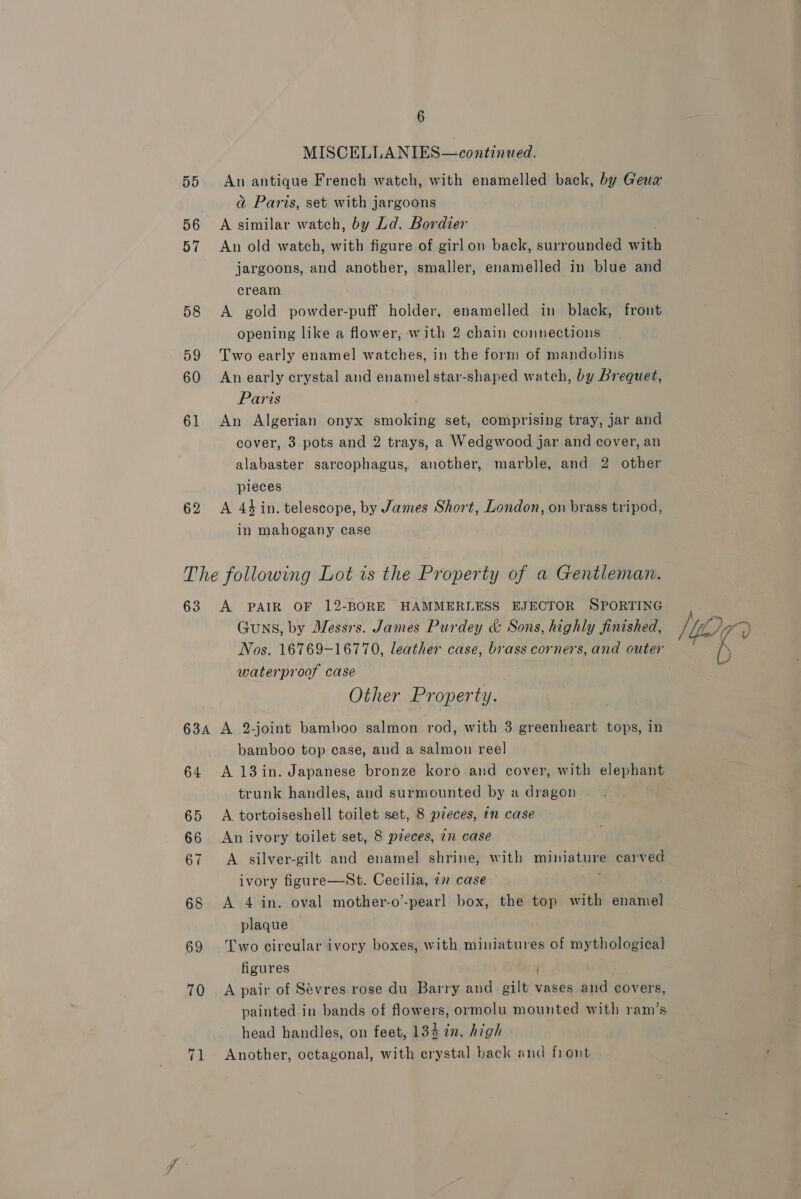 6
MISCELLANIES—continued.
55 An antique French watch, with enamelled back, by Geux
à Paris, set with jargoons
56 A similar watch, by Ld. Bordier
57 An old watch, with figure of girl on back, surrounded with
jargoons, and another, smaller, enamelled in blue and
cream
58 A gold powder-puff holder, enamelled in black, front
opening like a flower, with 2 chain connections
59 Two early enamel watches, in the form of mandolins
60 An early crystal and enamel star-shaped watch, by Brequet,
Paris
61 An Algerian onyx smoking set, comprising tray, jar and
cover, 3 pots and 2 trays, a Wedgwood jar and cover, an
alabaster sarcophagus, another, marble, and 2 other
pieces
62 A 4½ in. telescope, by James Short, London, on brass tripod,
in mahogany case
The following Lot is the Property of a Gentleman.
63 A PAIR OF 12-BORE HAMMERLESS EJECTOR SPORTING
GUNS, by Messrs. James Purdey & Sons, highly finished,
Nos. 16769-16770, leather case, brass corners, and outer
waterproof case
Other Property.
63A A 2-joint bamboo salmon rod, with 3 greenheart tops, in
bamboo top case, and a salmon reel
64 A 13 in. Japanese bronze koro and cover, with elephant
trunk handles, and surmounted by a dragon
65 A tortoiseshell toilet set, 8 pieces, in case
66 An ivory toilet set, 8 pieces, in case
67 A silver-gilt and enamel shrine, with miniature carved
ivory figure—St. Cecilia, in case
68 A 4 in. oval mother-o'-pearl box, the top with enamel
plaque
69 Two circular ivory boxes, with miniatures of mythological
figures
70 A pair of Sèvres rose du Barry and gilt vases and covers,
painted in bands of flowers, ormolu mounted with ram's
head handles, on feet, 13½ in. high
71 Another, octagonal, with crystal back and front